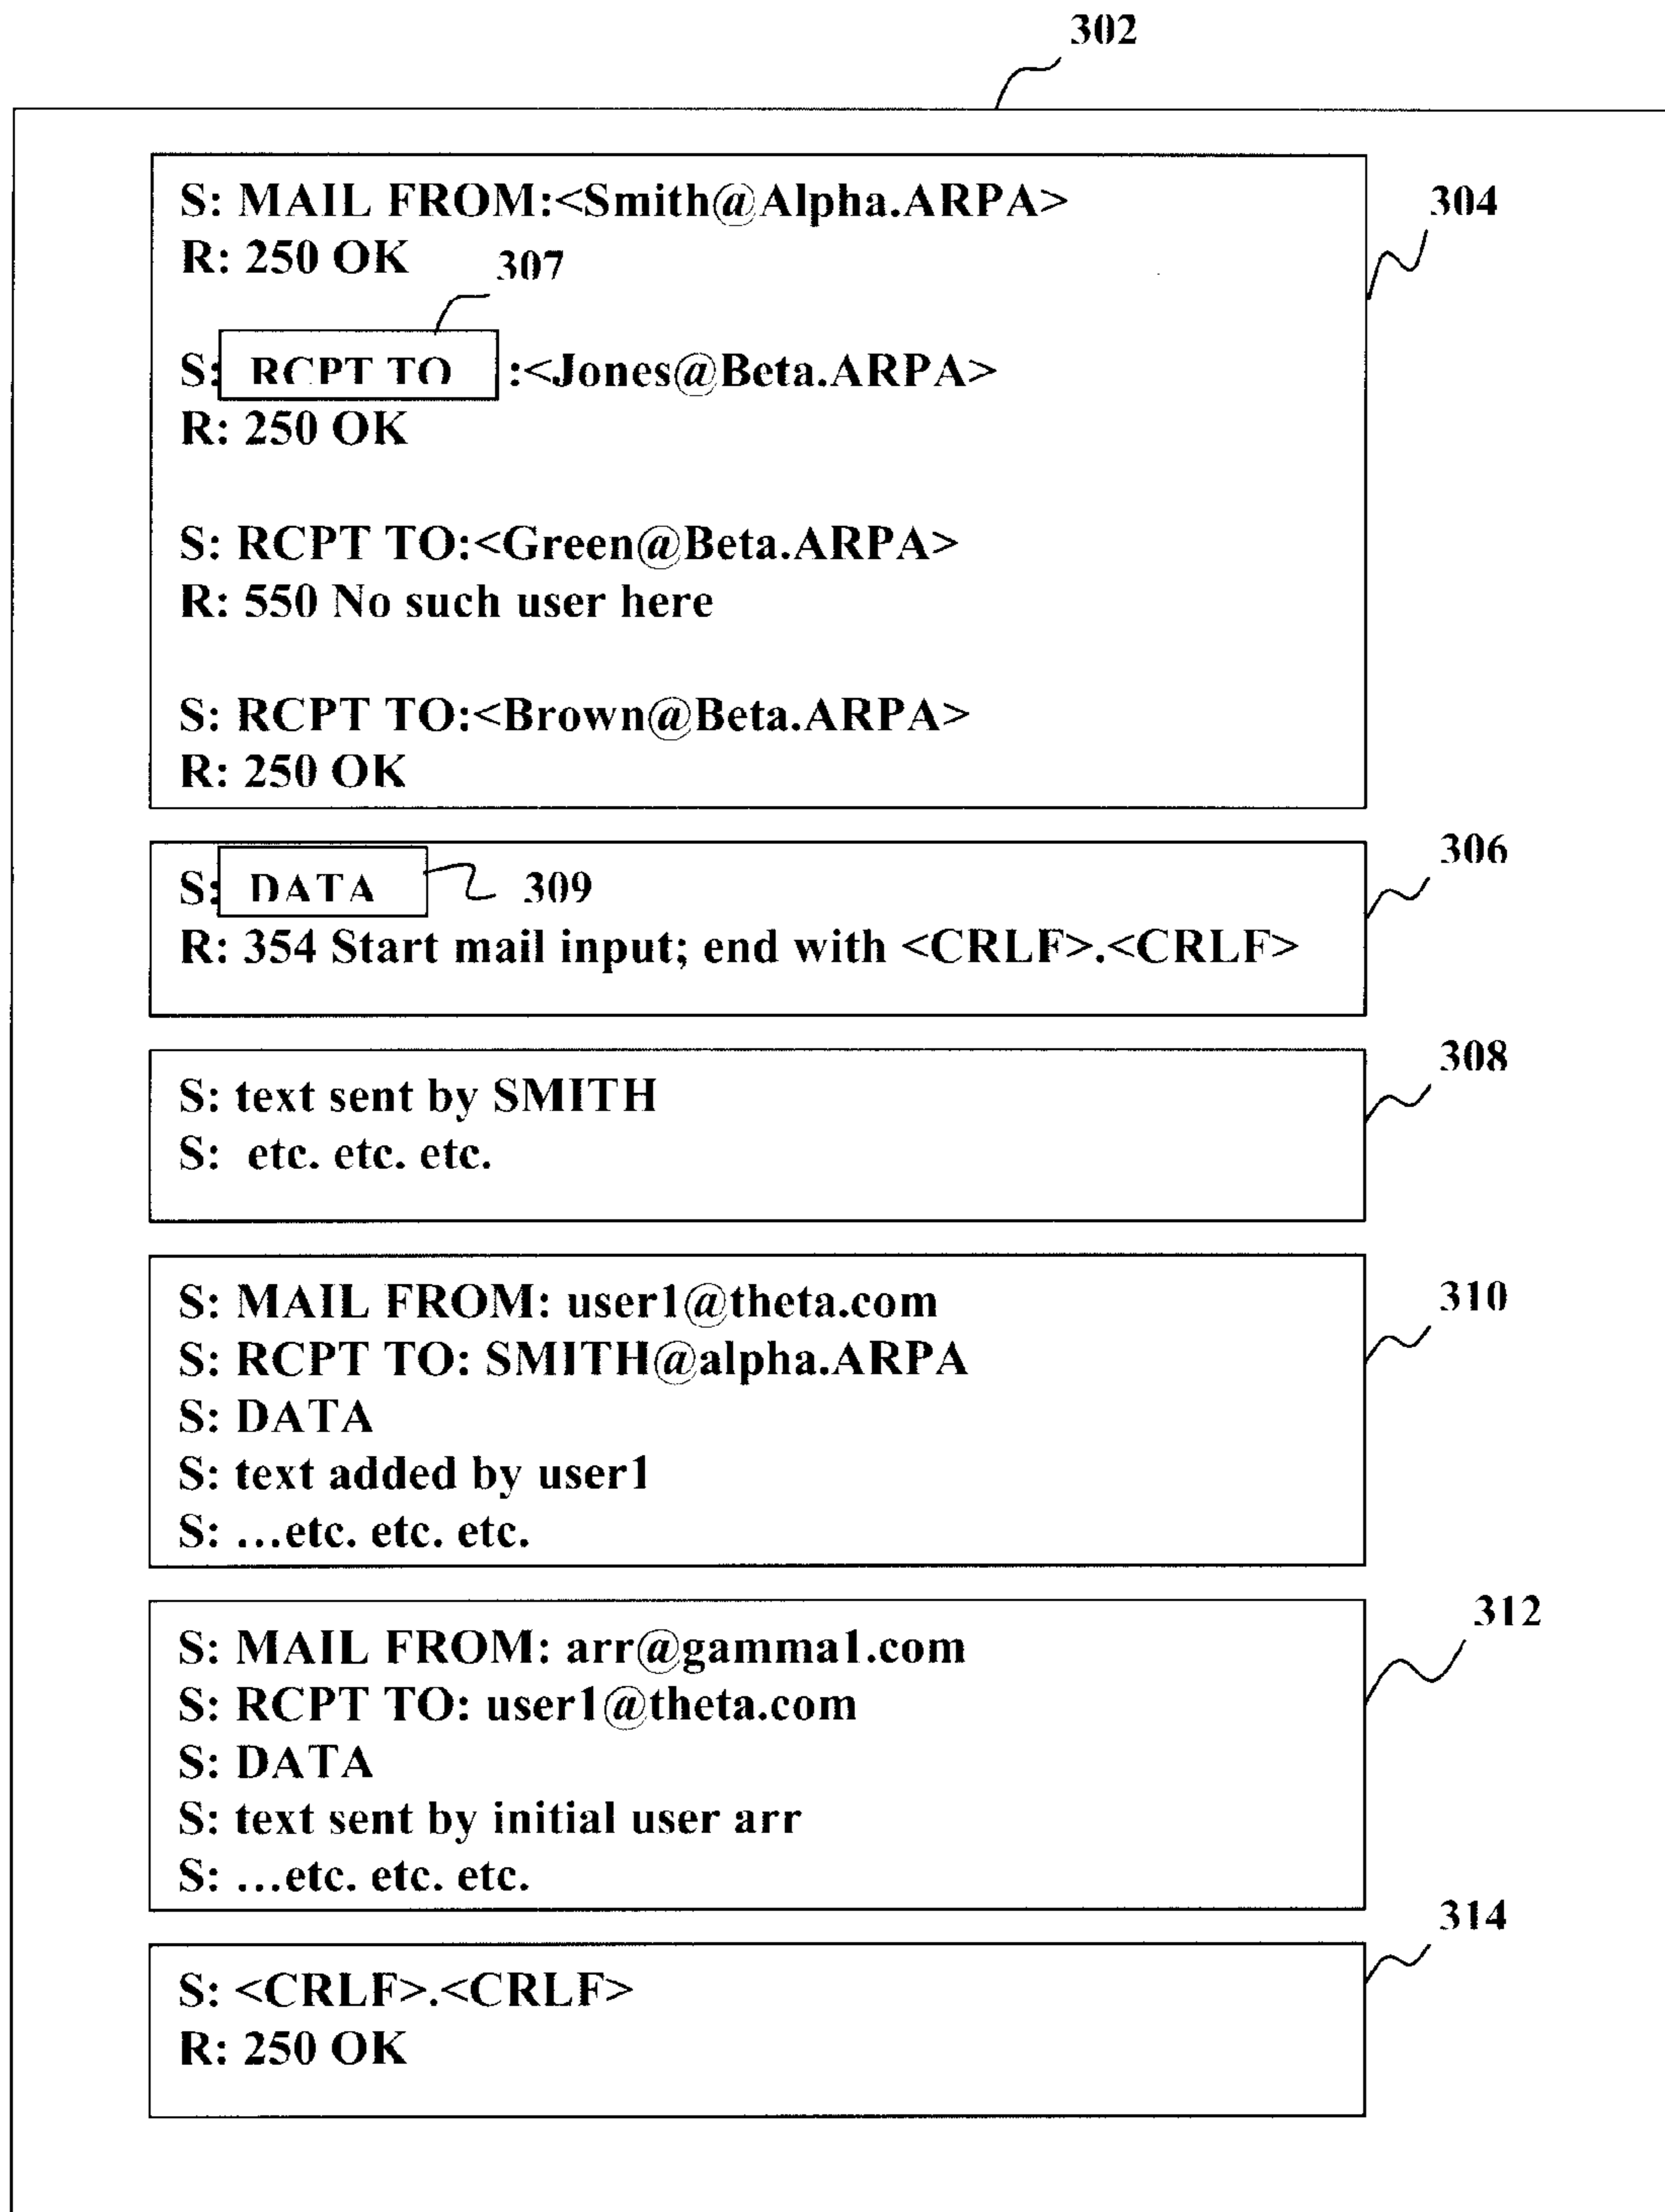 302
S: MAIL FROM:<Smith@Alpha.ARPA>
304
R: 250 OK
307
S: RCPT TO :<Jones@Beta.ARPA>
R: 250 OK
S: RCPT TO:<Green@Beta.ARPA>
R: 550 No such user here
S: RCPT TO:<Brown@Beta.ARPA>
R: 250 OK
306
S: DATA 309
R: 354 Start mail input; end with <CRLF>.<CRLF>
308
S: text sent by SMITH
S: etc. etc. etc.
310
S: MAIL FROM: user1@theta.com
S: RCPT TO: SMITH@alpha.ARPA
S: DATA
S: text added by user1
S: ...etc. etc. etc.
312
S: MAIL FROM: arr@gamma1.com
S: RCPT TO: user1@theta.com
S: DATA
S: text sent by initial user arr
S: ...etc. etc. etc.
314
S: <CRLF>.<CRLF>
R: 250 OK